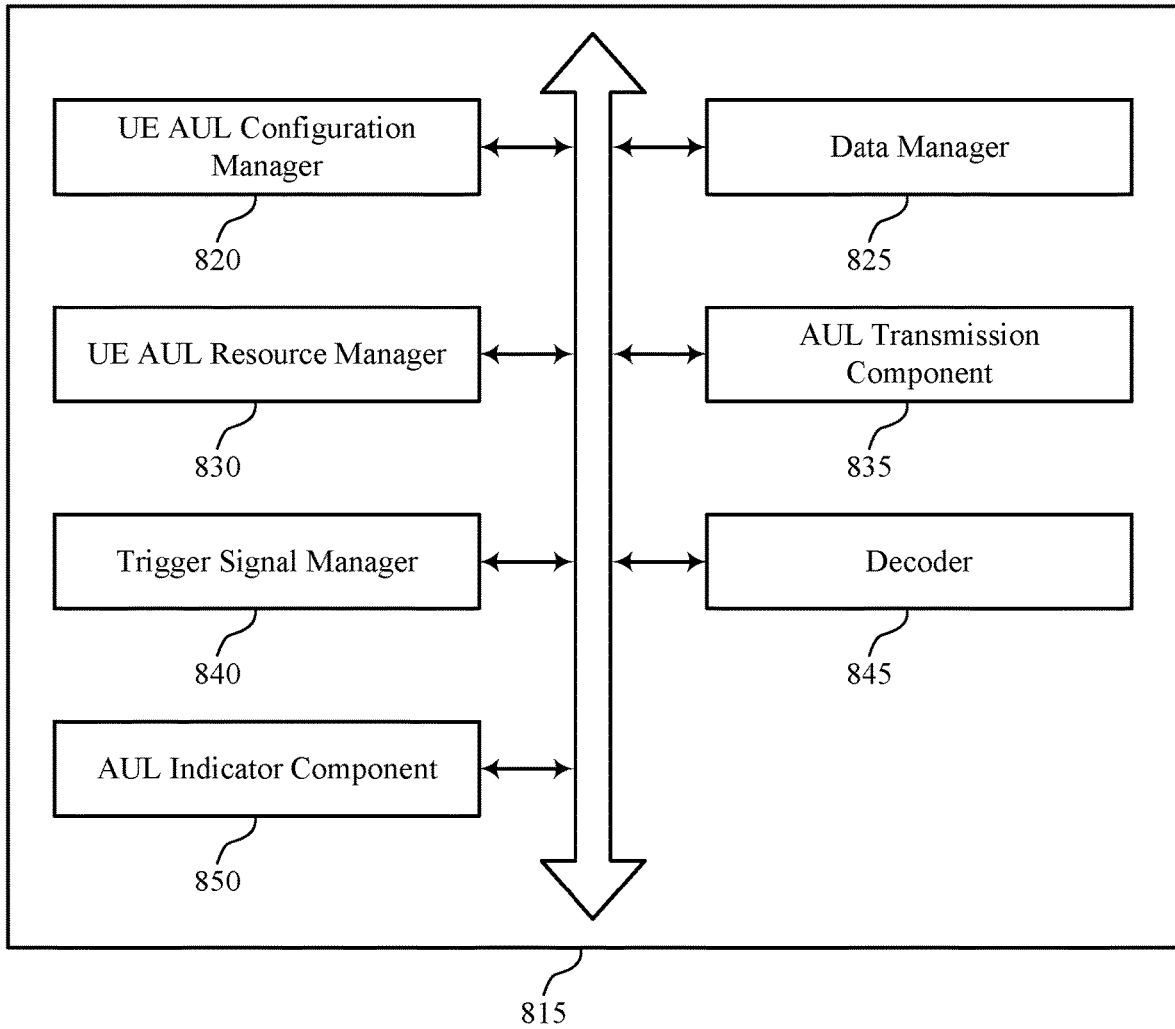 UE AUL Configuration
Manager
820
Data Manager
825
UE AUL Resource Manager
830
AUL Transmission
Component
835
Trigger Signal Manager
840
Decoder
845
AUL Indicator Component
850
815